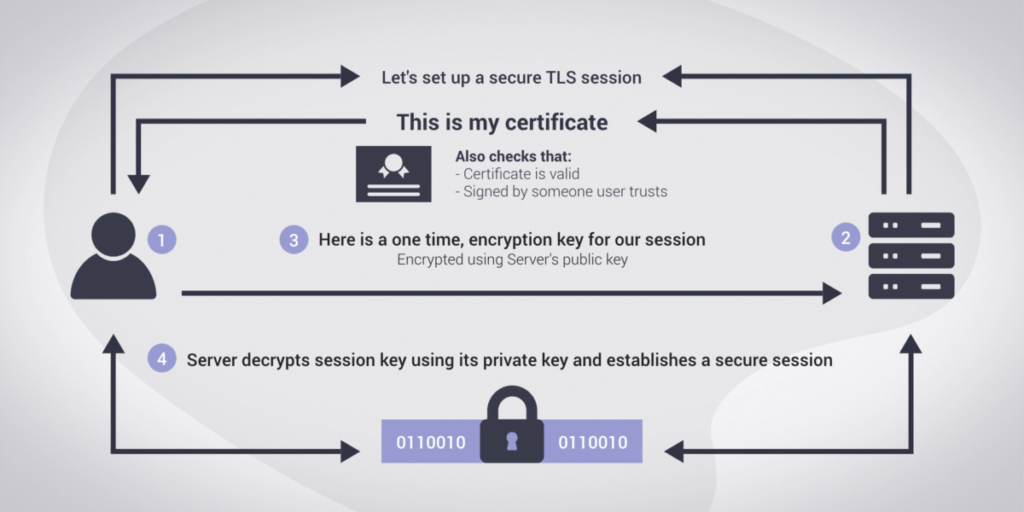 Let's set up a secure TLS session
This is my certificate
Also checks that:
- Certificate is valid
- Signed by someone user trusts
1
3 Here is a one time, encryption key for our session
2
Encrypted using Server's public key
4 Server decrypts session key using its private key and establishes a secure session
0110010 0110010